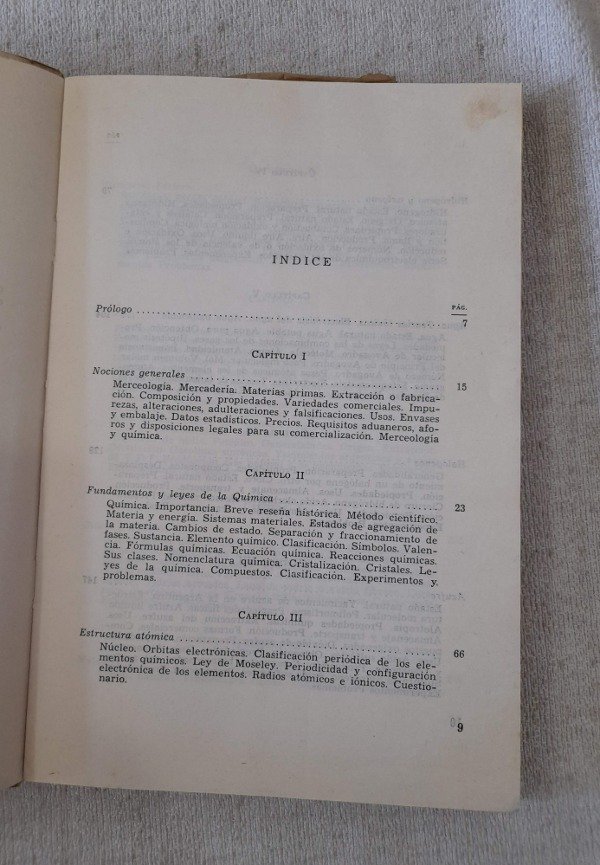 INDICE
PÁG.
Prólogo 7
CAPÍTULO I
Nociones generales 15
Merceología. Mercadería. Materias primas. Extracción o fabrica-
ción. Composición y propiedades. Variedades comerciales. Impu-
rezas, alteraciones, adulteraciones y falsificaciones. Usos. Envases
y embalaje. Datos estadísticos. Precios. Requisitos aduaneros, afo-
ros y disposiciones legales para su comercialización. Merceología
y química.
CAPÍTULO II
Fundamentos y leyes de la Química 23
Química. Importancia. Breve reseña histórica. Método científico.
Materia y energía. Sistemas materiales. Estados de agregación de
la materia. Cambios de estado. Separación y fraccionamiento de
fases. Sustancia. Elemento químico. Clasificación. Símbolos. Valen-
cia. Fórmulas químicas. Ecuación química. Reacciones químicas.
Sus clases. Nomenclatura química. Cristalización. Cristales. Le-
yes de la química. Compuestos. Clasificación. Experimentos y
problemas.
CAPÍTULO III
Estructura atómica 66
Núcleo. Orbitas electrónicas. Clasificación periódica de los ele-
mentos químicos. Ley de Moseley. Periodicidad y configuración
electrónica de los elementos. Radios atómicos e iónicos. Cuestio-
nario.
9